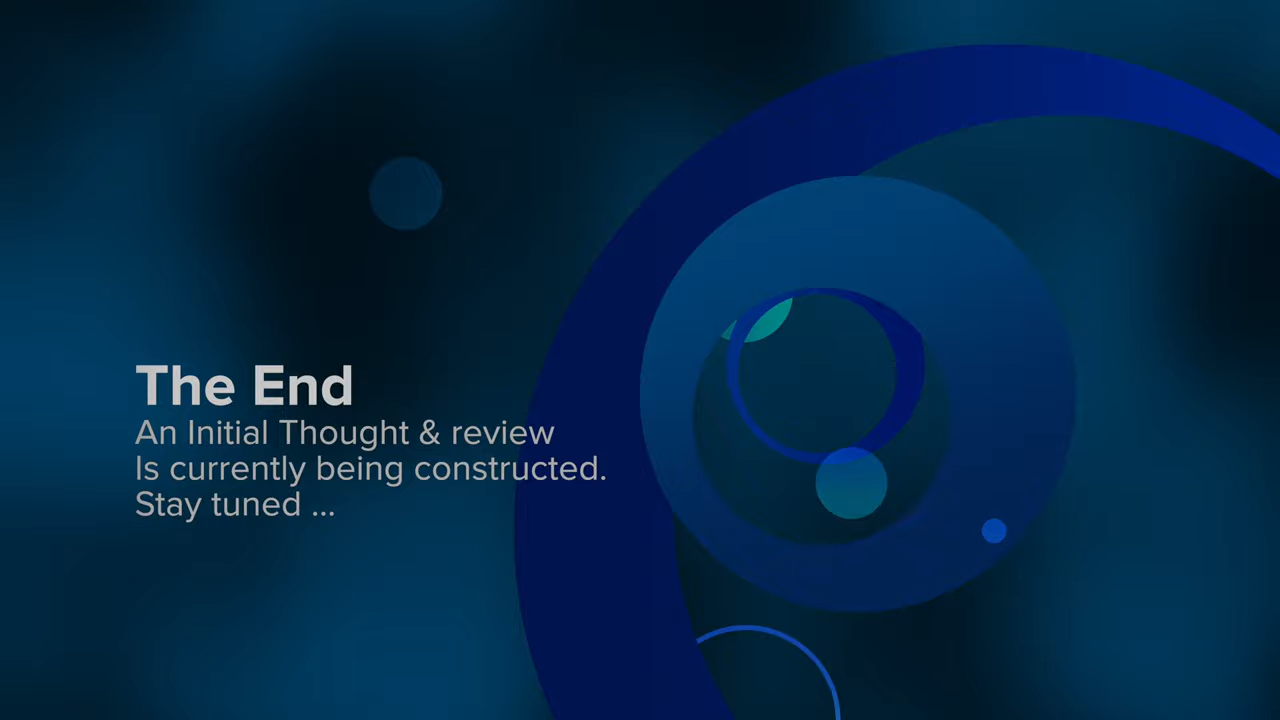 The End
An Initial Thought & review
Is currently being constructed.
Stay tuned ...